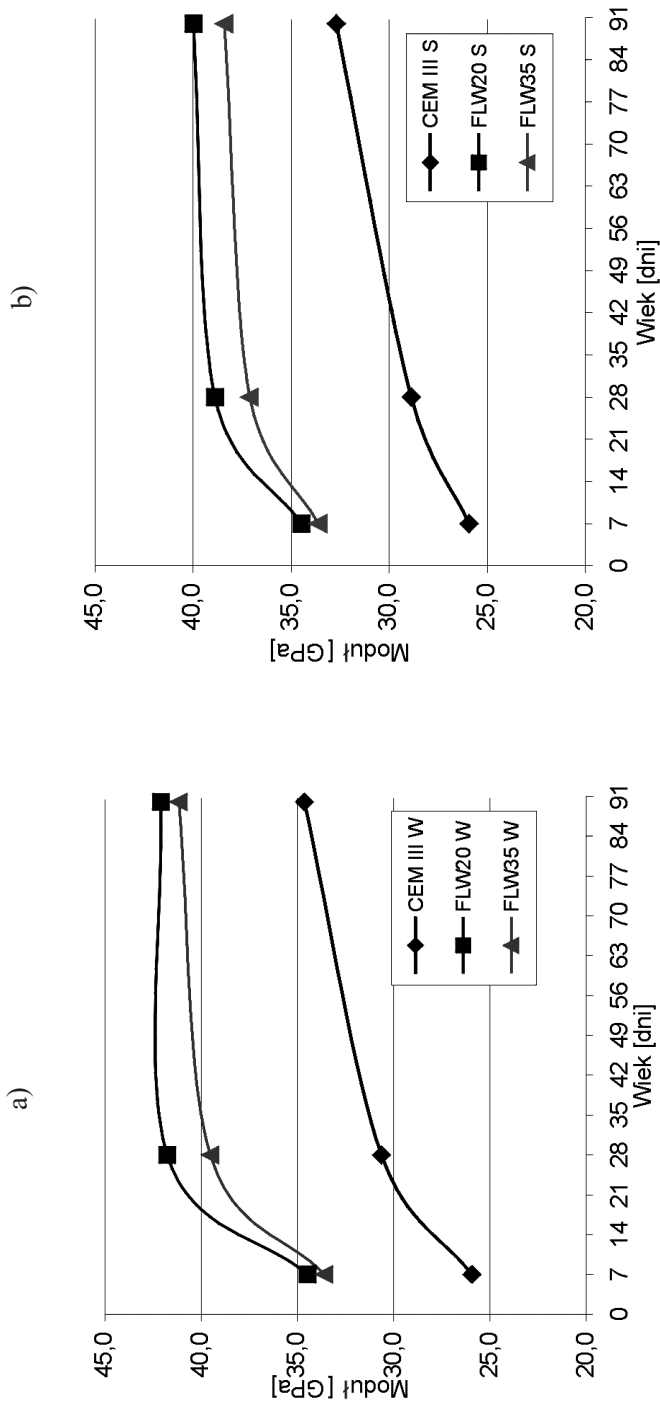 a)
Moduł [ GPa]
45,0
40,0
35,0
30,0
25,0
20,0
0 7 14 21 28 35 42 49 56 63 70 77 84 91
Wiek [dni]
CEM III W
FLW20 W
FLW35 W
b)
Moduł [ GPa]
45,0
40,0
35,0
30,0
25,0
20,0
0 7 14 21 28 35 42 49 56 63 70 77 84 91
Wiek [dni]
CEM III S
FLW20 S
FLW35 S